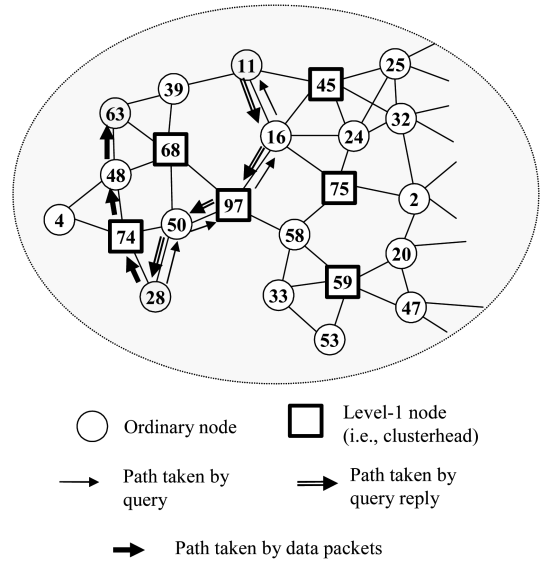 11
25
45
39
63
32
16
24
68
48
75
2
97
4
50
74
58
20
59
28
33
47
53
Ordinary node
Level-1 node
(i.e., clusterhead)
Path taken by
query
Path taken by
query reply
Path taken by data packets